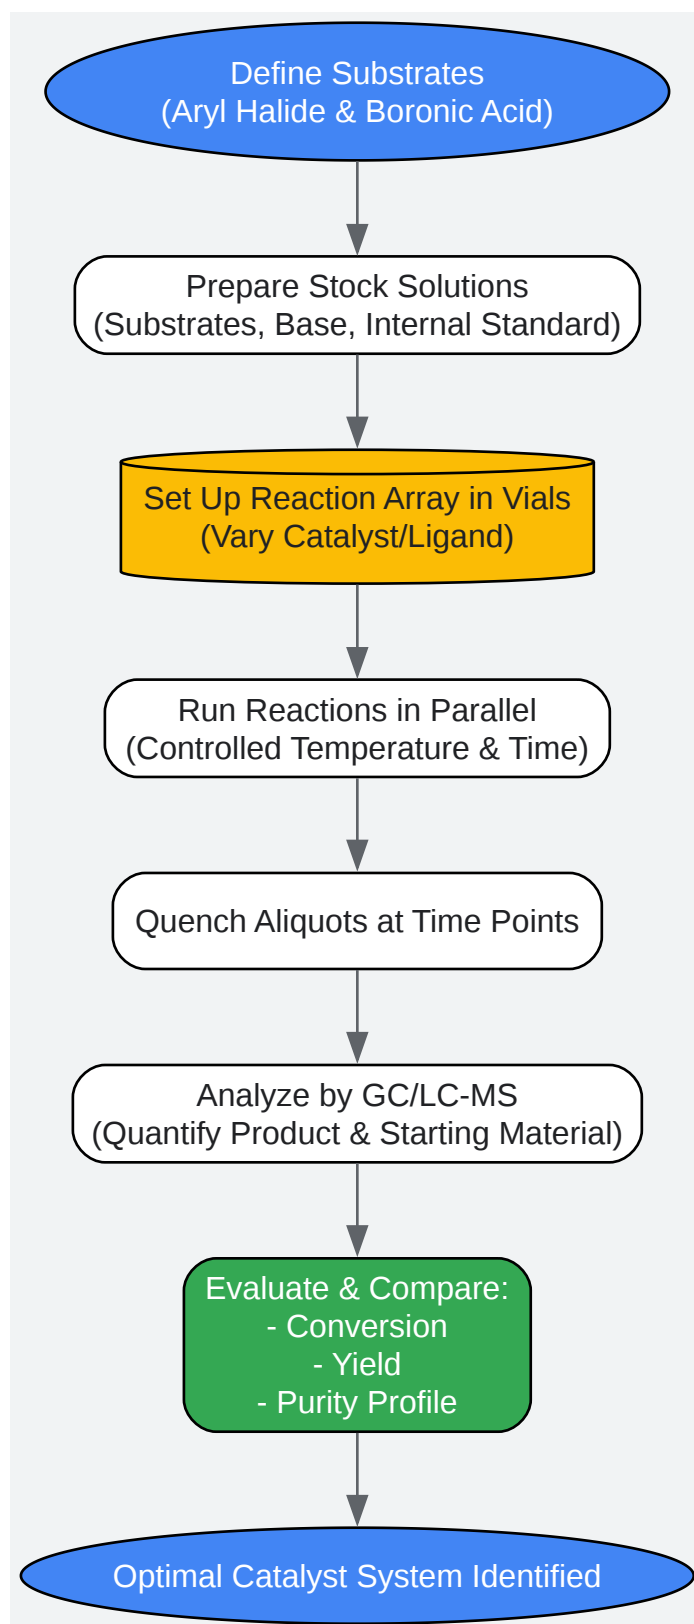 Define Substrates
(Aryl Halide & Boronic Acid)
Prepare Stock Solutions
(Substrates, Base, Internal Standard)
Set Up Reaction Array in Vials
(Vary Catalyst/Ligand)
Run Reactions in Parallel
(Controlled Temperature & Time)
Quench Aliquots at Time Points
Analyze by GC/LC-MS
(Quantify Product & Starting Material)
Evaluate & Compare:
- Conversion
- Yield
- Purity Profile
Optimal Catalyst System Identified